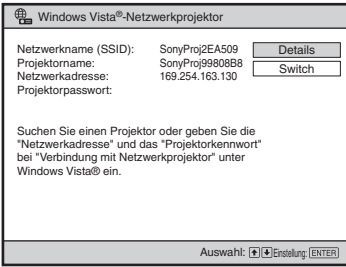 Windows Vista®-Netzwerkprojektor
Netzwerkname (SSID): SonyProj2EA509
Details
Projektorname: SonyProj99808B8
Netzwerkadresse: 169.254.163.130
Switch
Projektorpasswort:
Suchen Sie einen Projektor oder geben Sie die
"Netzwerkadresse" und das "Projektorkennwort"
bei "Verbindung mit Netzwerkprojektor" unter
Windows Vista® ein.
Auswahl: Einstellung: ENTER